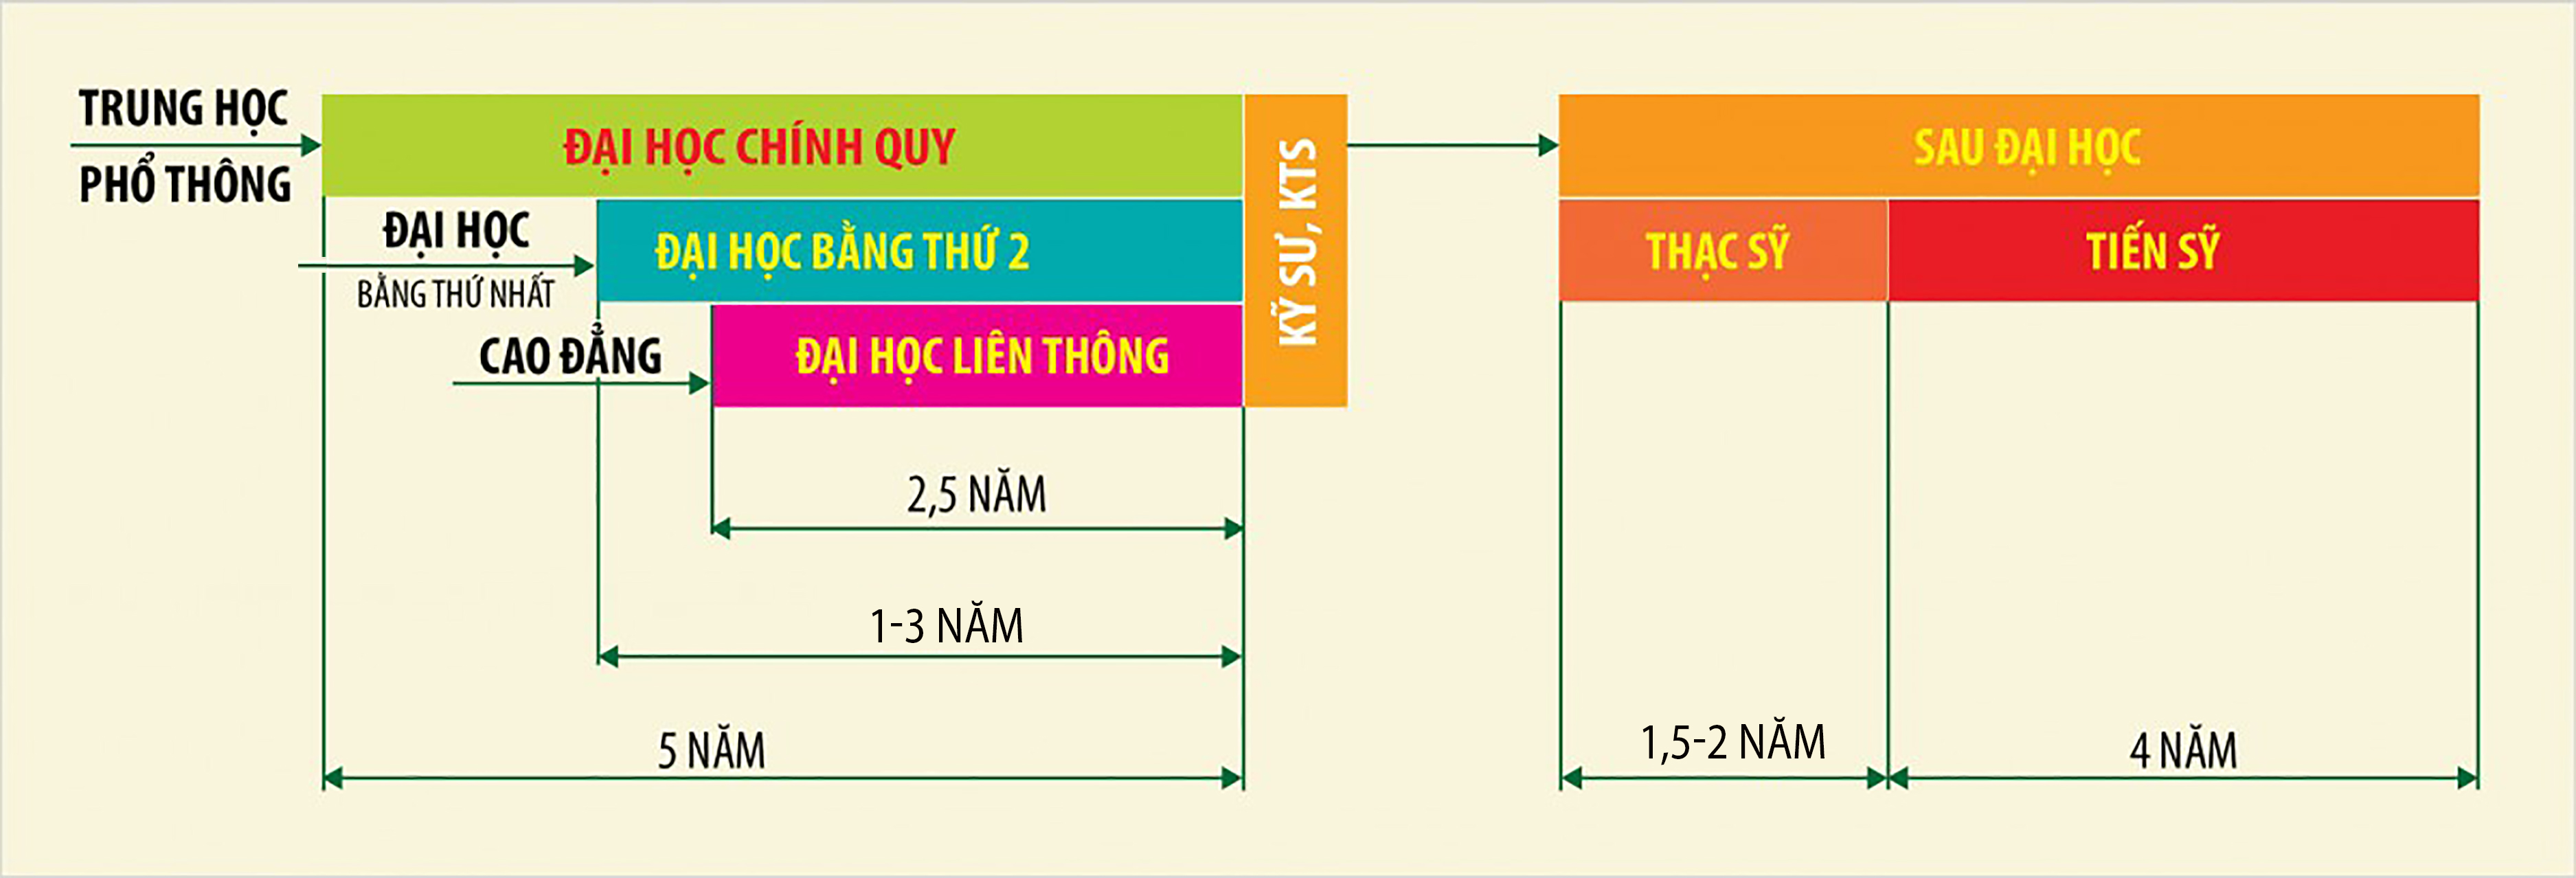 TRUNG HỌC
PHỔ THÔNG
ĐẠI HỌC CHÍNH QUY
ĐẠI HỌC
BẰNG THỨ NHẤT
ĐẠI HỌC BẰNG THỨ 2
CAO ĐẲNG
ĐẠI HỌC LIÊN THÔNG
KỸ SƯ, KTS
SAU ĐẠI HỌC
THẠC SỸ
TIẾN SỸ
2,5 NĂM
1-3 NĂM
5 NĂM
1,5-2 NĂM
4 NĂM